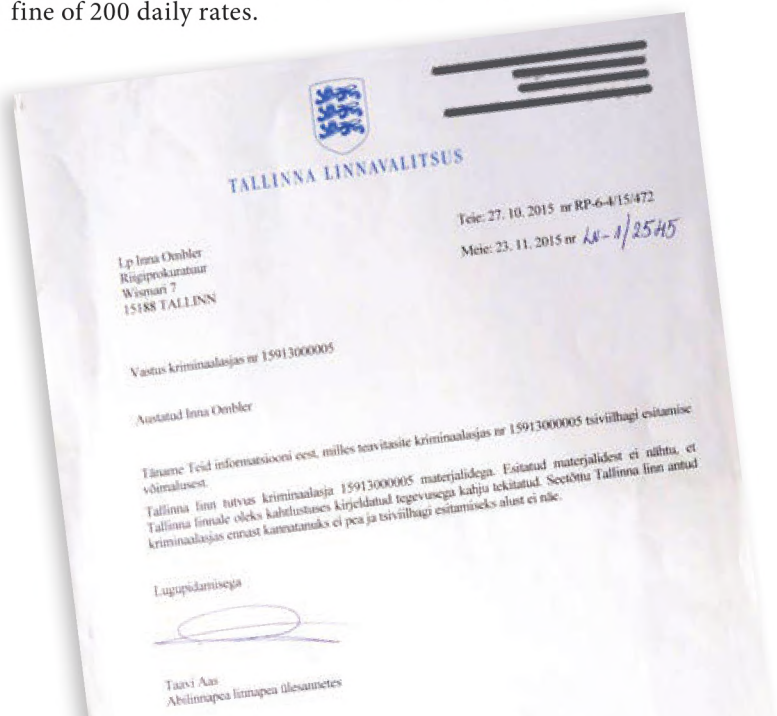 fine of 200 daily rates.
TALLINNA LINNAVALITSUS
Teie: 27. 10. 2015 nr RP-6-4/15/472
Meie: 23. 11. 2015 nr LV-1/2545
Lp Inna Ombler
Riigiprokuratuur
Wismari 7
15188 TALLINN
Vastus kriminaalasjas nr 15913000005
Austatud Inna Ombler
Täname Teid informatsiooni eest, milles teavitasite kriminaalasjas nr 15913000005 tsiviilhagi esitamise
võimalusest.
Tallinna linn tutvus kriminaalasja 15913000005 materjalidega. Esitatud materjalidest ei nähtu, et
Tallinna linnale oleks kahtlustuses kirjeldatud tegevusega kahju tekitatud. Seetõttu Tallinna linn antud
kriminaalasjas ennast kannatanuks ei pea ja tsiviilhagi esitamiseks alust ei näe.
Lugupidamisega
Taavi Aas
Abilinnapea linnapea ülesannetes